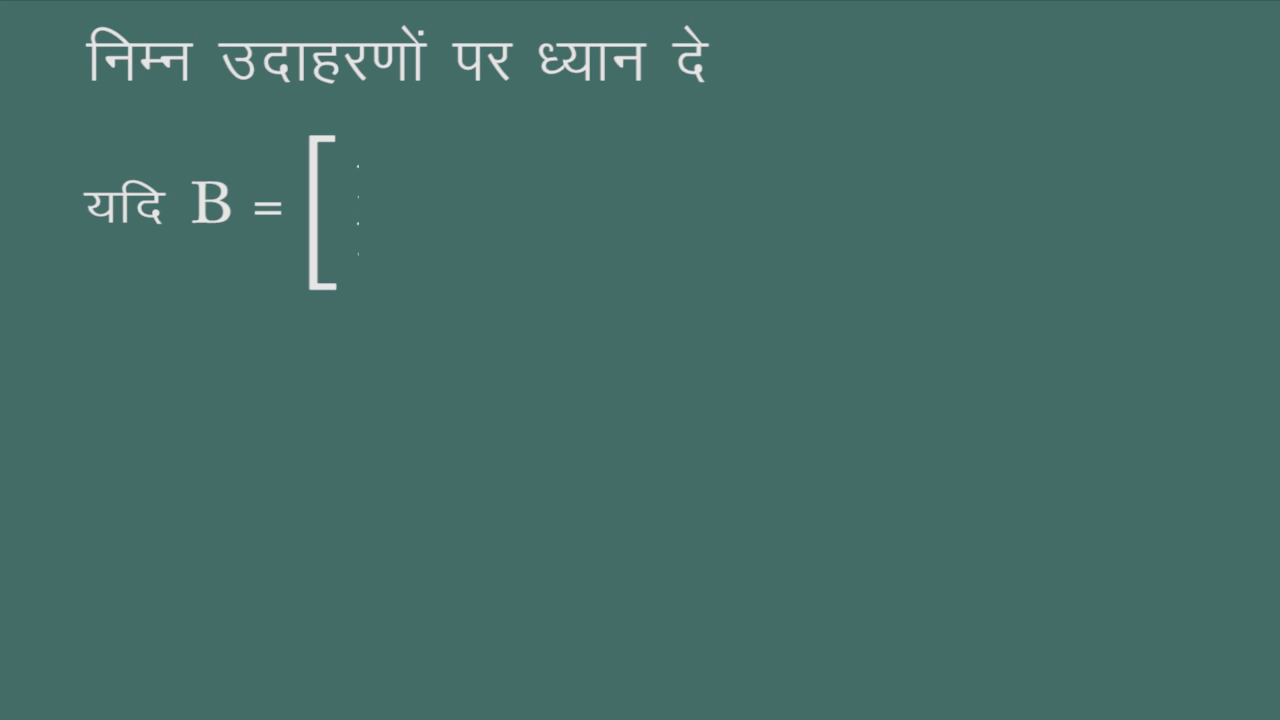 निम्न उदाहरणों पर ध्यान दे
यदि B = [